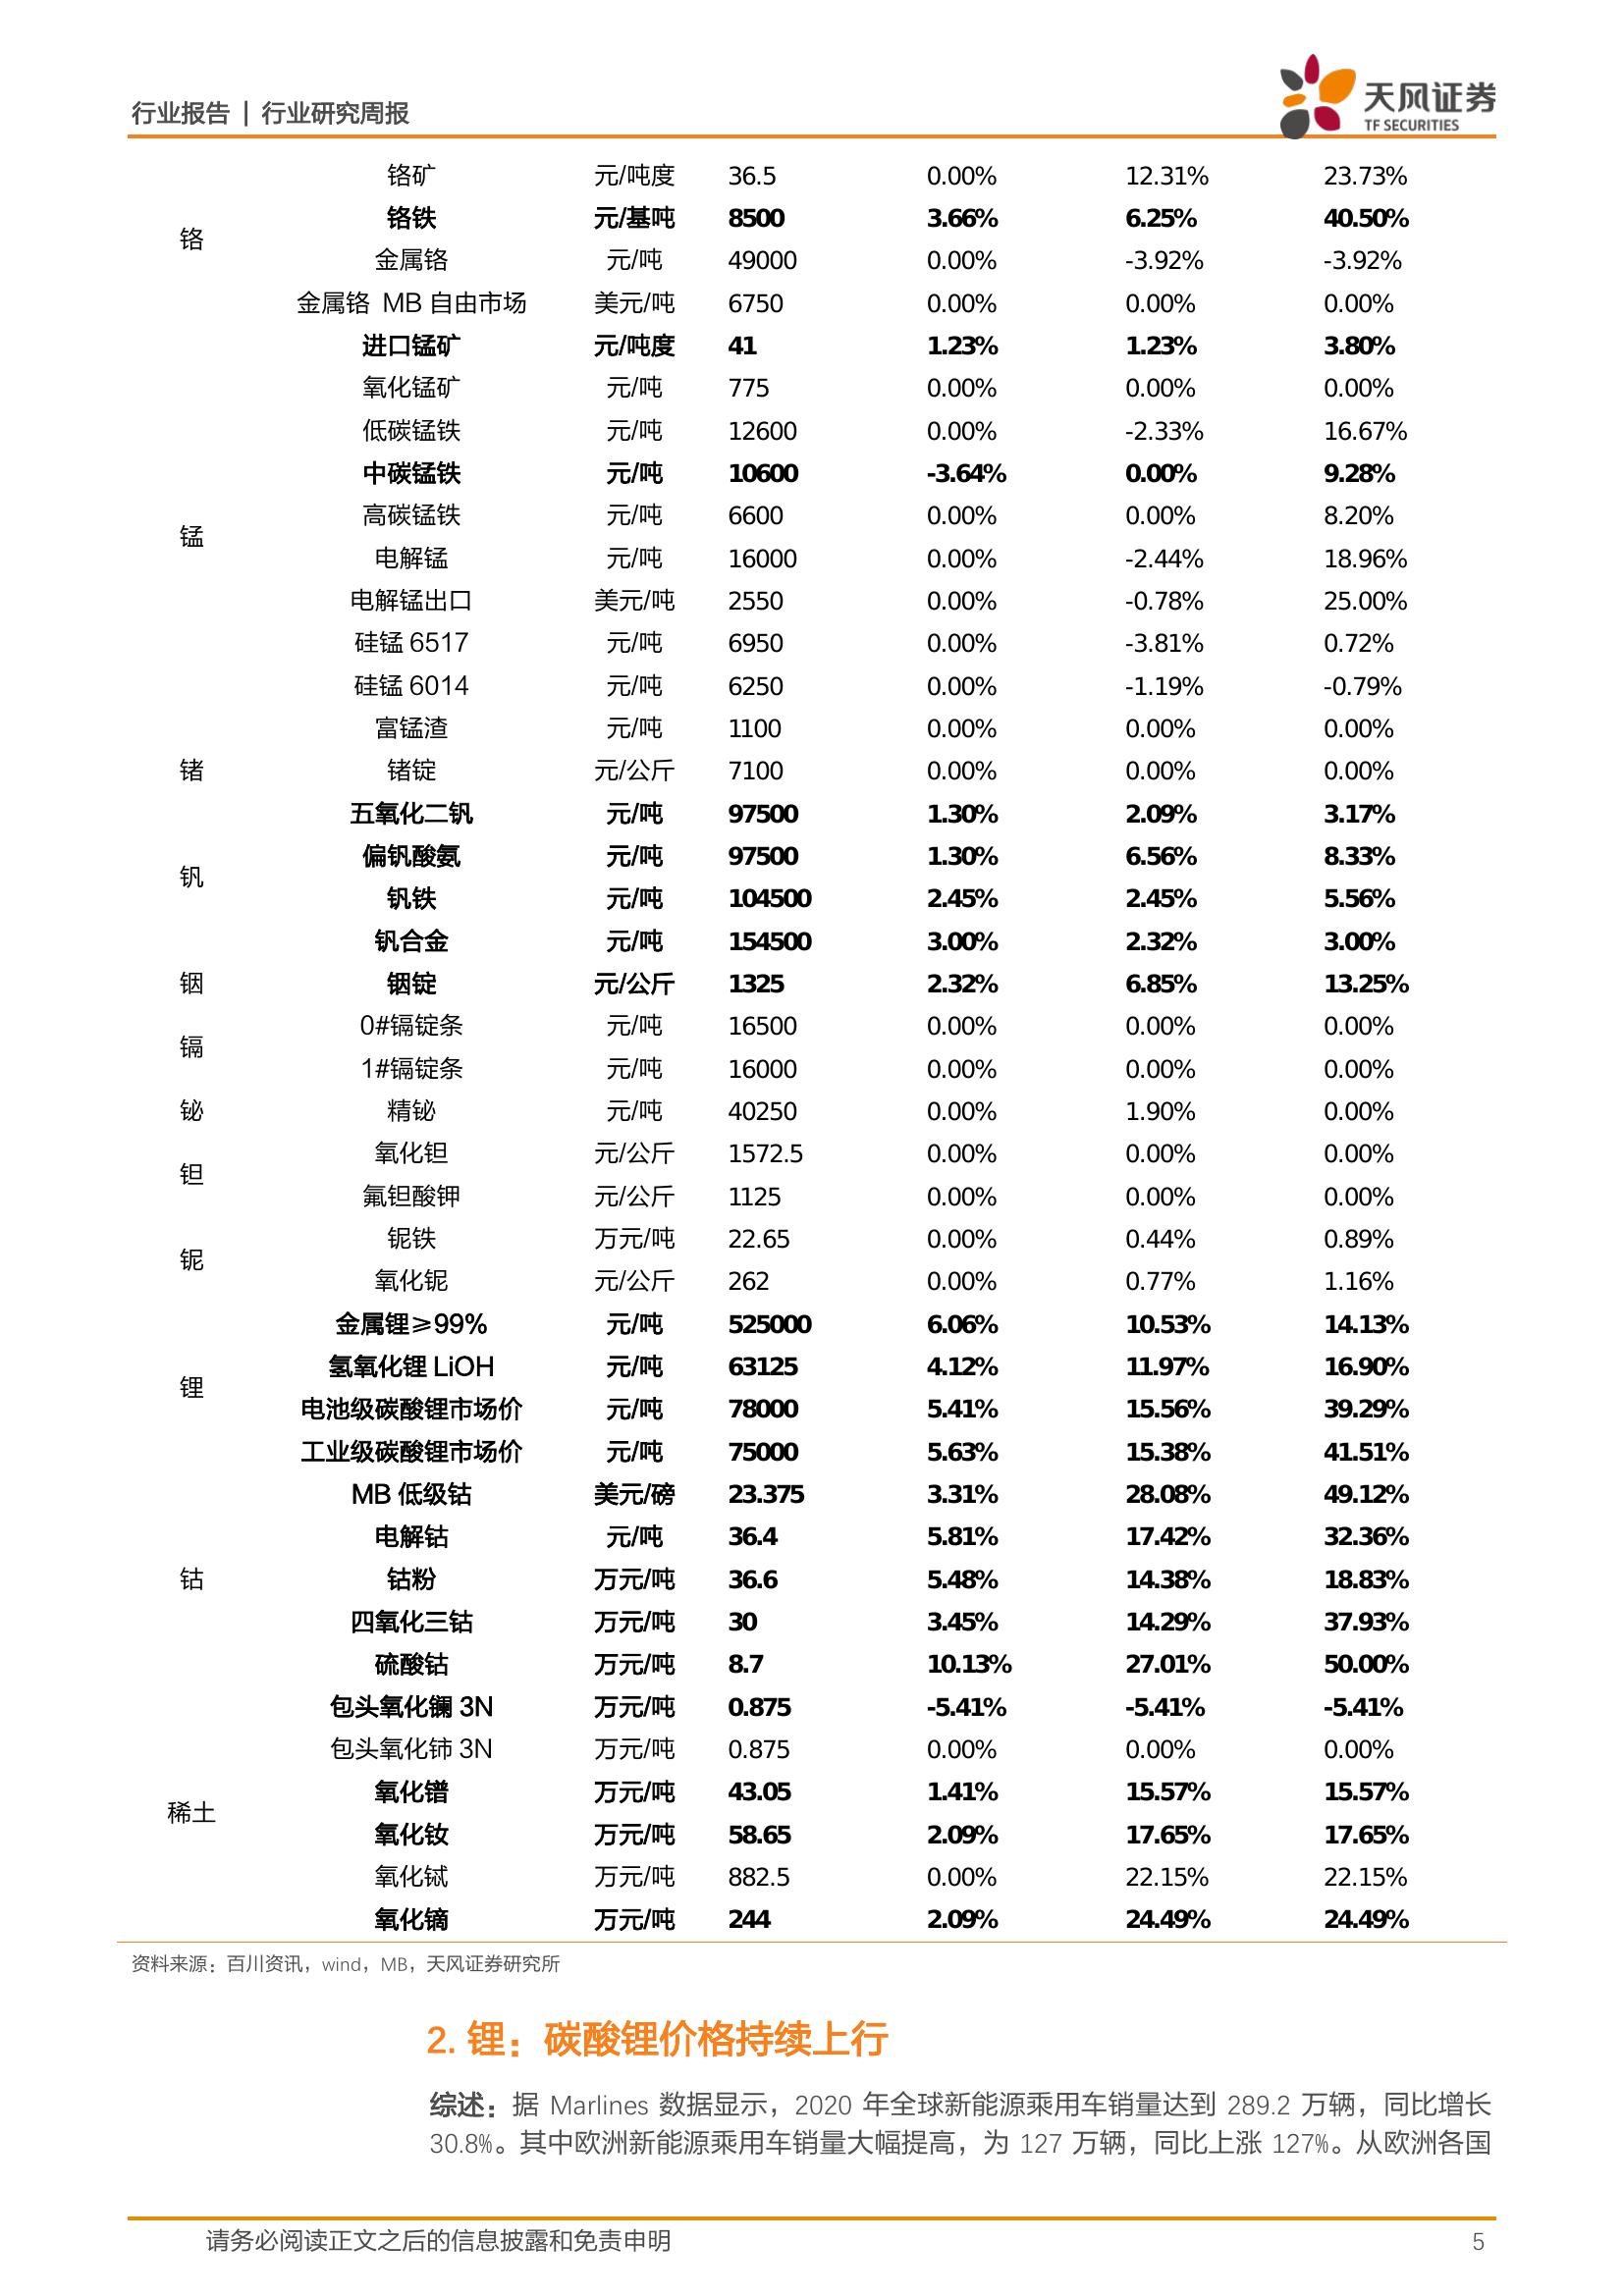 行业报告 | 行业研究周报
天风证券
TF SECURITIES
铬矿 元/吨度 36.5 0.00% 12.31% 23.73%
铬
铬铁 元/基吨 8500 3.66% 6.25% 40.50%
金属铬 元/吨 49000 0.00% -3.92% -3.92%
金属铬 MB 自由市场 美元/吨 6750 0.00% 0.00% 0.00%
进口锰矿 元/吨度 41 1.23% 1.23% 3.80%
氧化锰矿 元/吨 775 0.00% 0.00% 0.00%
低碳锰铁 元/吨 12600 0.00% -2.33% 16.67%
中碳锰铁 元/吨 10600 -3.64% 0.00% 9.28%
高碳锰铁 元/吨 6600 0.00% 0.00% 8.20%
锰
电解锰 元/吨 16000 0.00% -2.44% 18.96%
电解锰出口 美元/吨 2550 0.00% -0.78% 25.00%
硅锰 6517 元/吨 6950 0.00% -3.81% 0.72%
硅锰 6014 元/吨 6250 0.00% -1.19% -0.79%
富锰渣 元/吨 1100 0.00% 0.00% 0.00%
锗 锗锭 元/公斤 7100 0.00% 0.00% 0.00%
五氧化二钒 元/吨 97500 1.30% 2.09% 3.17%
偏钒酸氨 元/吨 97500 1.30% 6.56% 8.33%
钒
钒铁 元/吨 104500 2.45% 2.45% 5.56%
钒合金 元/吨 154500 3.00% 2.32% 3.00%
铟 铟锭 元/公斤 1325 2.32% 6.85% 13.25%
0#镉锭条 元/吨 16500 0.00% 0.00% 0.00%
镉
1#镉锭条 元/吨 16000 0.00% 0.00% 0.00%
铋 精铋 元/吨 40250 0.00% 1.90% 0.00%
氧化钽 元/公斤 1572.5 0.00% 0.00% 0.00%
钽
氟钽酸钾 元/公斤 1125 0.00% 0.00% 0.00%
铌铁 万元/吨 22.65 0.00% 0.44% 0.89%
铌
氧化铌 元/公斤 262 0.00% 0.77% 1.16%
金属锂≥99% 元/吨 525000 6.06% 10.53% 14.13%
氢氧化锂 LiOH 元/吨 63125 4.12% 11.97% 16.90%
锂
电池级碳酸锂市场价 元/吨 78000 5.41% 15.56% 39.29%
工业级碳酸锂市场价 元/吨 75000 5.63% 15.38% 41.51%
MB 低级钴 美元/磅 23.375 3.31% 28.08% 49.12%
电解钴 元/吨 36.4 5.81% 17.42% 32.36%
钴 钴粉 万元/吨 36.6 5.48% 14.38% 18.83%
四氧化三钴 万元/吨 30 3.45% 14.29% 37.93%
硫酸钴 万元/吨 8.7 10.13% 27.01% 50.00%
包头氧化镧 3N 万元/吨 0.875 -5.41% -5.41% -5.41%
包头氧化铈 3N 万元/吨 0.875 0.00% 0.00% 0.00%
氧化镨 万元/吨 43.05 1.41% 15.57% 15.57%
稀土
氧化钕 万元/吨 58.65 2.09% 17.65% 17.65%
氧化铽 万元/吨 882.5 0.00% 22.15% 22.15%
氧化镝 万元/吨 244 2.09% 24.49% 24.49%
资料来源：百川资讯，wind，MB，天风证券研究所
2. 锂：碳酸锂价格持续上行
综述：据 Marlines 数据显示，2020 年全球新能源乘用车销量达到 289.2 万辆，同比增长
30.8%。其中欧洲新能源乘用车销量大幅提高，为 127 万辆，同比上涨 127%。从欧洲各国
请务必阅读正文之后的信息披露和免责申明 5